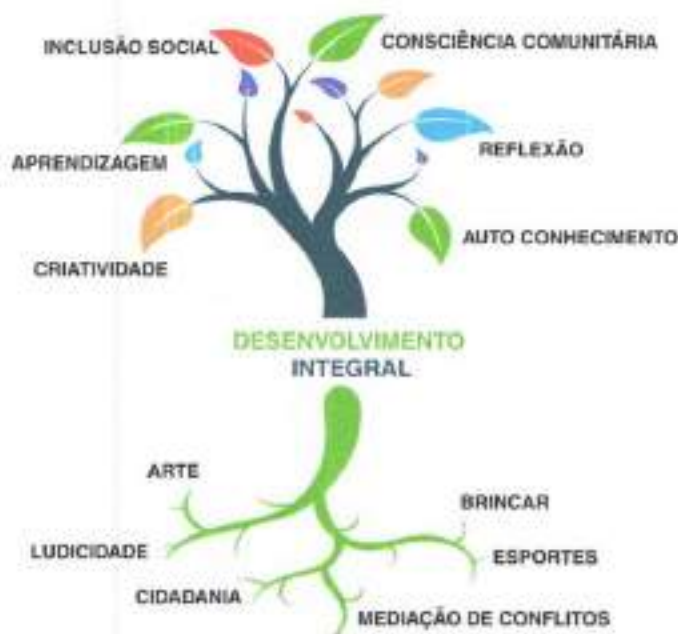 INCLUSÃO SOCIAL
CONSCIÊNCIA COMUNITÁRIA
APRENDIZAGEM
REFLEXÃO
CRIATIVIDADE
AUTO CONHECIMENTO
DESENVOLVIMENTO
INTEGRAL
ARTE
BRINCAR
LUDICIDADE
ESPORTES
CIDADANIA
MEDIAÇÃO DE CONFLITOS